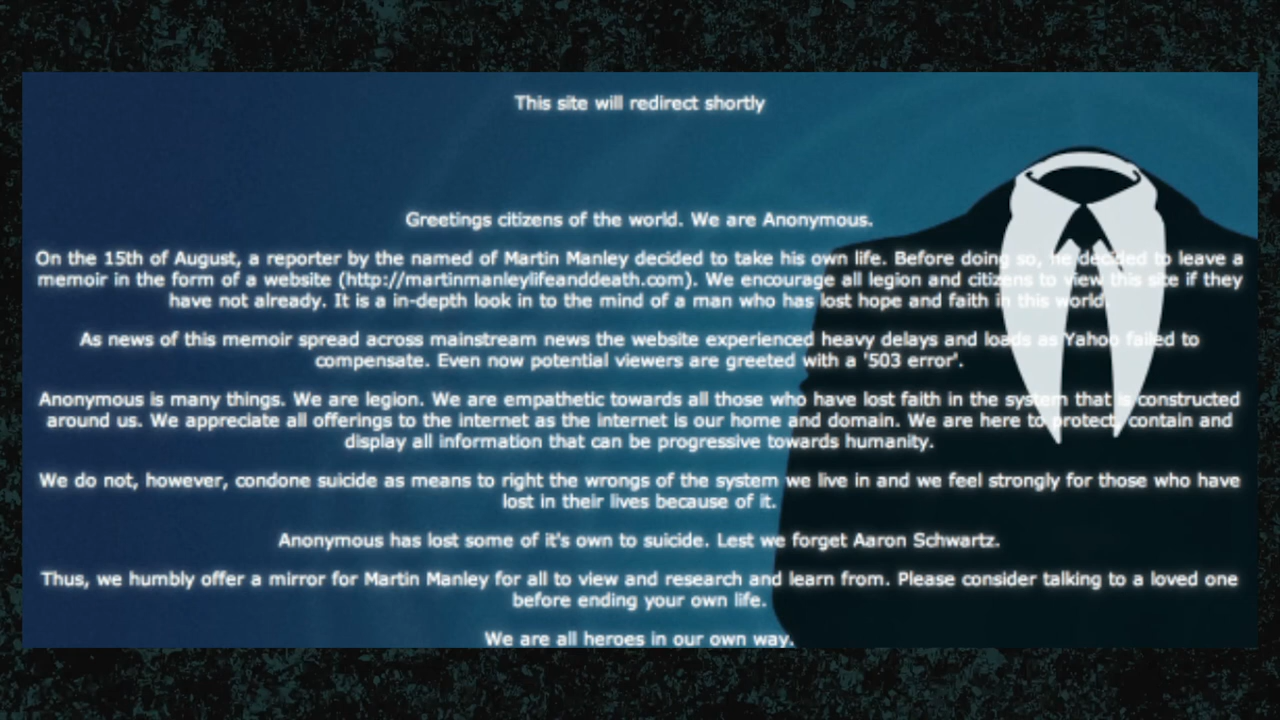 This site will redirect shortly
Greetings citizens of the world. We are Anonymous.
On the 15th of August, a reporter by the named of Martin Manley decided to take his own life. Before doing so, he decided to leave a
memoir in the form of a website (http://martinmanleylifeanddeath.com). We encourage all legion and citizens to view this site if they
have not already. It is a in-depth look in to the mind of a man who has lost hope and faith in this world.
As news of this memoir spread across mainstream news the website experienced heavy delays and loads as Yahoo failed to
compensate. Even now potential viewers are greeted with a '503 error'.
Anonymous is many things. We are legion. We are empathetic towards all those who have lost faith in the system that is constructed
around us. We appreciate all offerings to the internet as the internet is our home and domain. We are here to protect, contain and
display all information that can be progressive towards humanity.
We do not, however, condone suicide as means to right the wrongs of the system we live in and we feel strongly for those who have
lost in their lives because of it.
Anonymous has lost some of it's own to suicide. Lest we forget Aaron Schwartz.
Thus, we humbly offer a mirror for Martin Manley for all to view and research and learn from. Please consider talking to a loved one
before ending your own life.
We are all heroes in our own way.